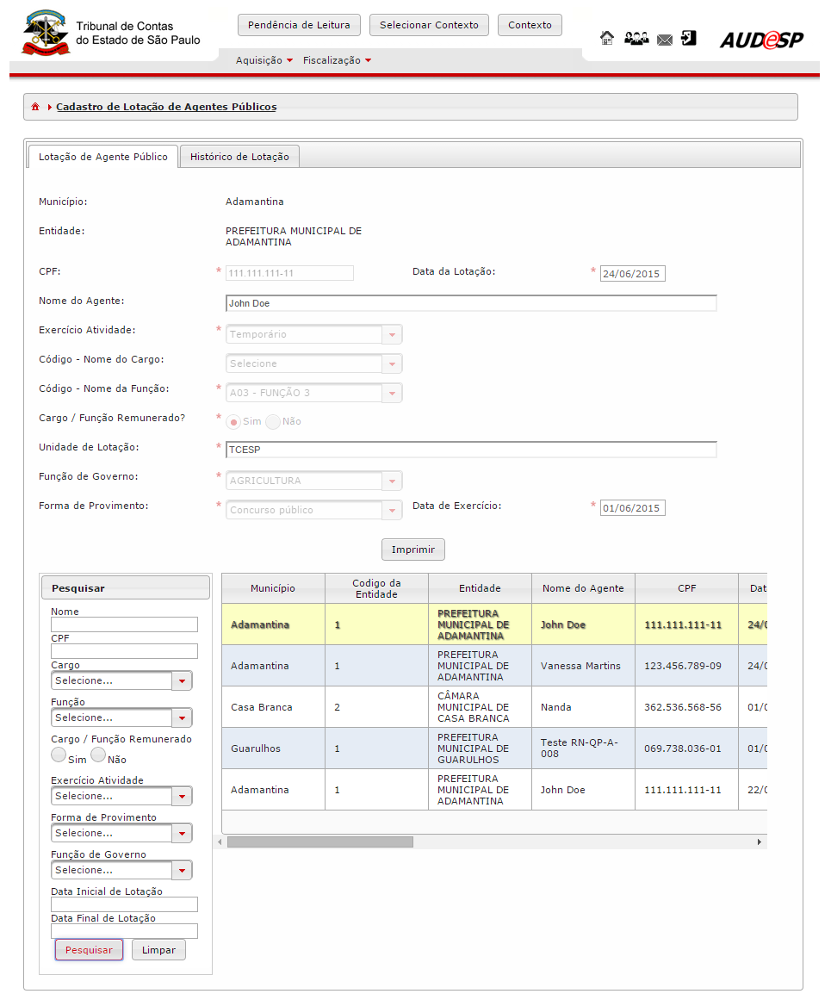 Tribunal de Contas
do Estado de São Paulo
Pendência de Leitura Selecionar Contexto Contexto
AUDESP
Aquisição Fiscalização
Cadastro de Lotação de Agentes Públicos
Lotação de Agente Público Histórico de Lotação
Município: Adamantina
Entidade: PREFEITURA MUNICIPAL DE
ADAMANTINA
CPF: * 111.111.111-11 Data da Lotação: * 24/06/2015
Nome do Agente: John Doe
Exercício Atividade: * Temporário
Código - Nome do Cargo: Selecione
Código - Nome da Função: * A03 - FUNÇÃO 3
Cargo / Função Remunerado? * Sim Não
Unidade de Lotação: * TCESP
Função de Governo: * AGRICULTURA
Forma de Provimento: * Concurso público Data de Exercício: * 01/06/2015
Imprimir
Pesquisar
Nome
CPF
Cargo
Selecione...
Função
Selecione...
Cargo / Função Remunerado
Sim Não
Exercício Atividade
Selecione...
Forma de Provimento
Selecione...
Função de Governo
Selecione...
Data Inicial de Lotação
Data Final de Lotação
Pesquisar Limpar
Município Codigo da Entidade Entidade Nome do Agente CPF Dat
Adamantina 1 PREFEITURA MUNICIPAL DE ADAMANTINA John Doe 111.111.111-11 24/0
Adamantina 1 PREFEITURA MUNICIPAL DE ADAMANTINA Vanessa Martins 123.456.789-09 24/0
Casa Branca 2 CÂMARA MUNICIPAL DE CASA BRANCA Nanda 362.536.568-56 01/0
Guarulhos 1 PREFEITURA MUNICIPAL DE GUARULHOS Teste RN-QP-A-008 069.738.036-01 01/0
Adamantina 1 PREFEITURA MUNICIPAL DE ADAMANTINA John Doe 111.111.111-11 22/0